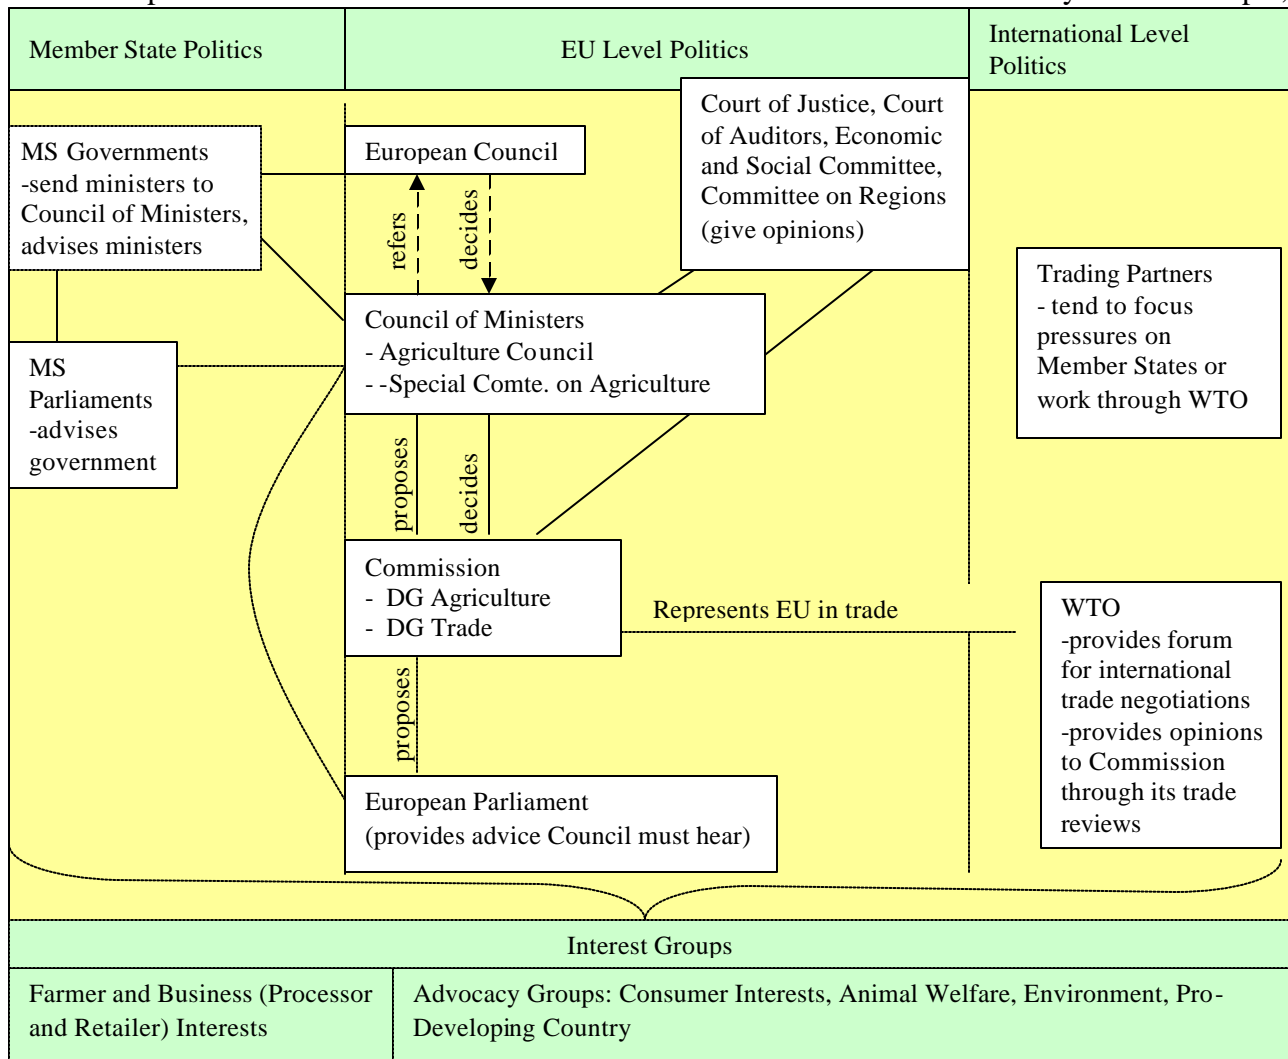 Member State Politics
EU Level Politics
International Level
Politics
MS Governments
-send ministers to
Council of Ministers,
advises ministers
European Council
Court of Justice, Court
of Auditors, Economic
and Social Committee,
Committee on Regions
(give opinions)
refers
decides
Trading Partners
- tend to focus
pressures on
Member States or
work through WTO
Council of Ministers
- Agriculture Council
- -Special Comte. on Agriculture
MS
Parliaments
-advises
government
proposes
decides
Commission
- DG Agriculture
- DG Trade
Represents EU in trade
WTO
-provides forum
for international
trade negotiations
-provides opinions
to Commission
through its trade
reviews
proposes
European Parliament
(provides advice Council must hear)
Interest Groups
Farmer and Business (Processor
and Retailer) Interests
Advocacy Groups: Consumer Interests, Animal Welfare, Environment, Pro-
Developing Country